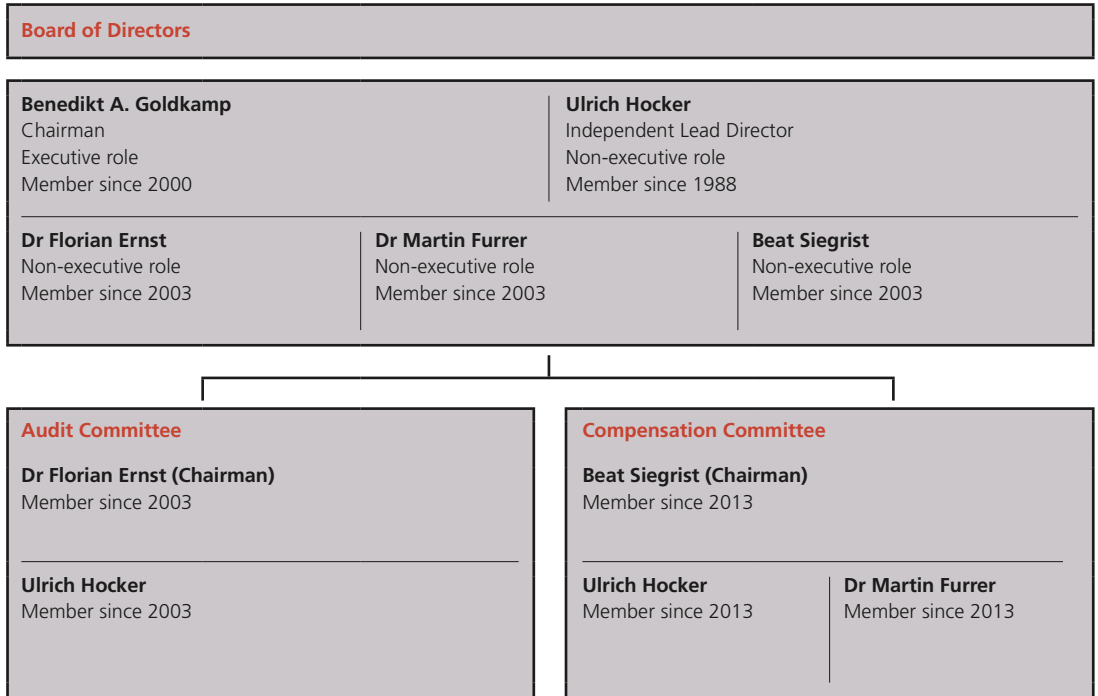 Board of Directors
Benedikt A. Goldkamp
Chairman
Executive role
Member since 2000
Ulrich Hocker
Independent Lead Director
Non-executive role
Member since 1988
Dr Florian Ernst
Non-executive role
Member since 2003
Dr Martin Furrer
Non-executive role
Member since 2003
Beat Siegrist
Non-executive role
Member since 2003
Audit Committee
Dr Florian Ernst (Chairman)
Member since 2003
Ulrich Hocker
Member since 2003
Compensation Committee
Beat Siegrist (Chairman)
Member since 2013
Ulrich Hocker
Member since 2013
Dr Martin Furrer
Member since 2013